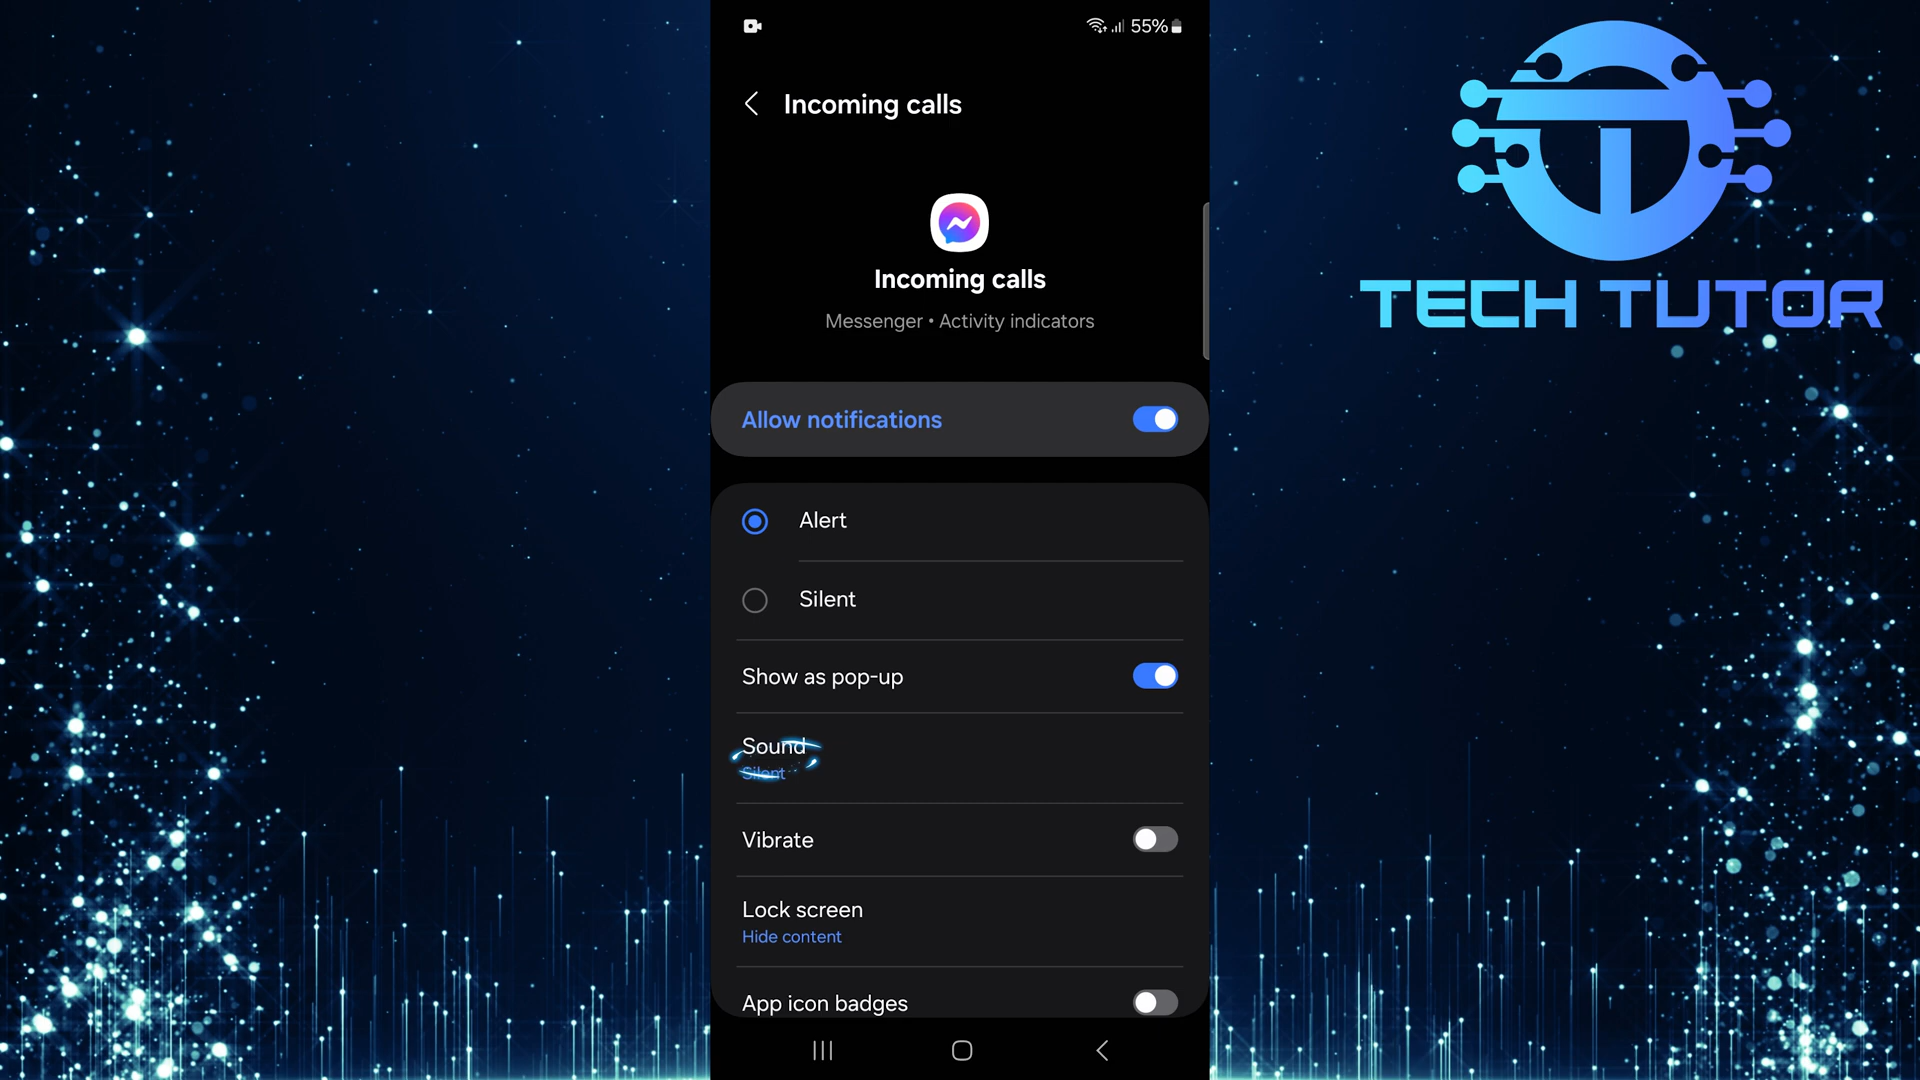 55%
Incoming calls
Incoming calls
Messenger • Activity indicators
Allow notifications
Alert
Silent
Show as pop-up
Sound
Silent
Vibrate
Lock screen
Hide content
App icon badges
TECH TUTOR